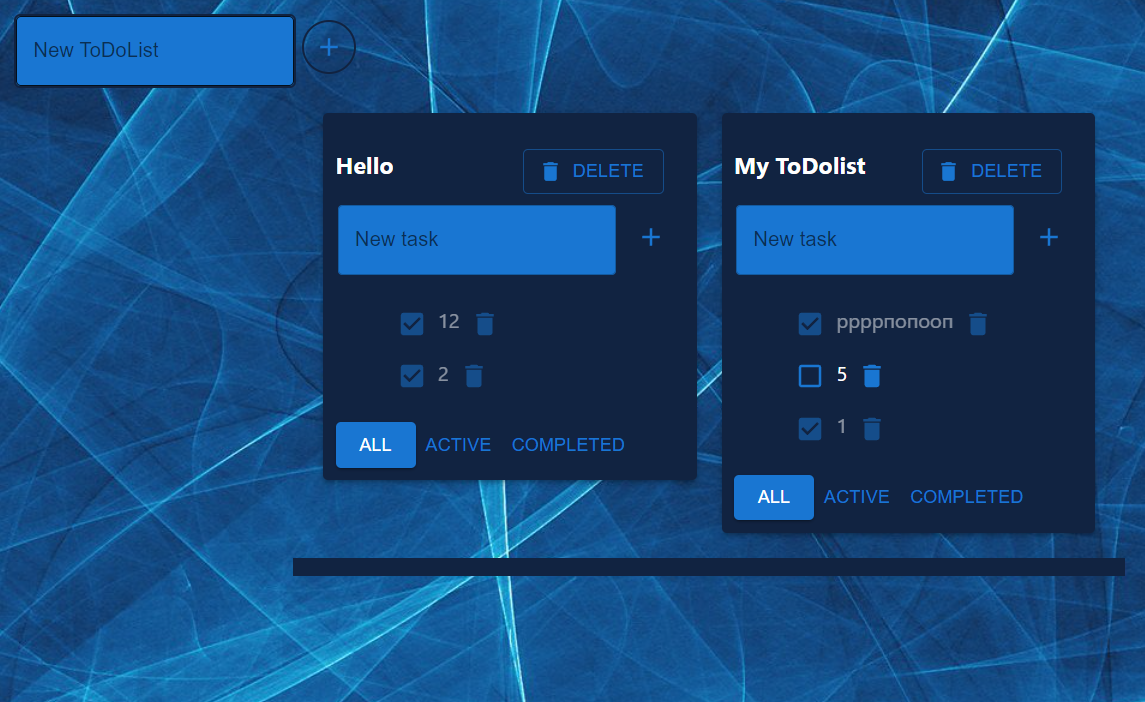 New ToDoList
Hello
DELETE
New task
12
2
ALL ACTIVE COMPLETED
My ToDolist
DELETE
New task
ррррпопооп
5
1
ALL ACTIVE COMPLETED